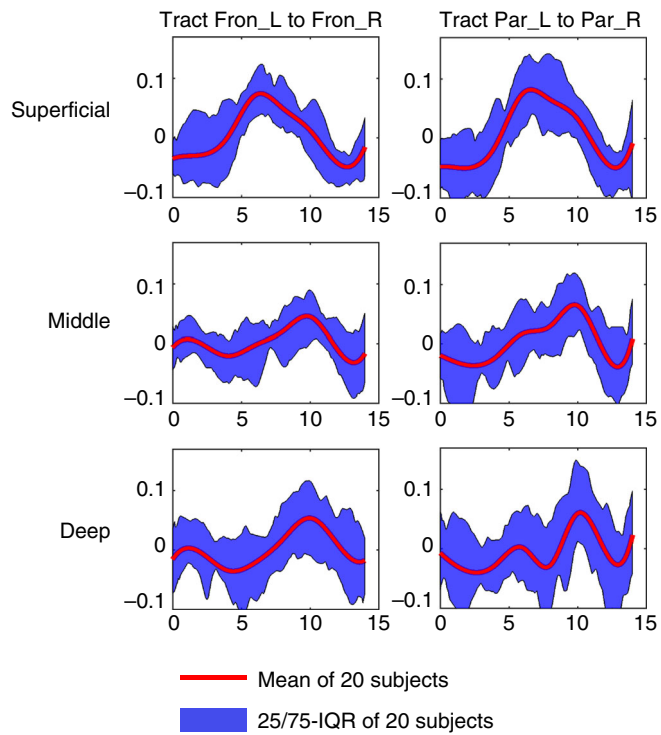 Tract Fron_L to Fron_R Tract Par_L to Par_R
Superficial
0.1 0.1
0 0
−0.1 −0.1
0 5 10 15 0 5 10 15
Middle
0.1 0.1
0 0
−0.1 −0.1
0 5 10 15 0 5 10 15
Deep
0.1 0.1
0 0
−0.1 −0.1
0 5 10 15 0 5 10 15
Mean of 20 subjects
25/75-IQR of 20 subjects